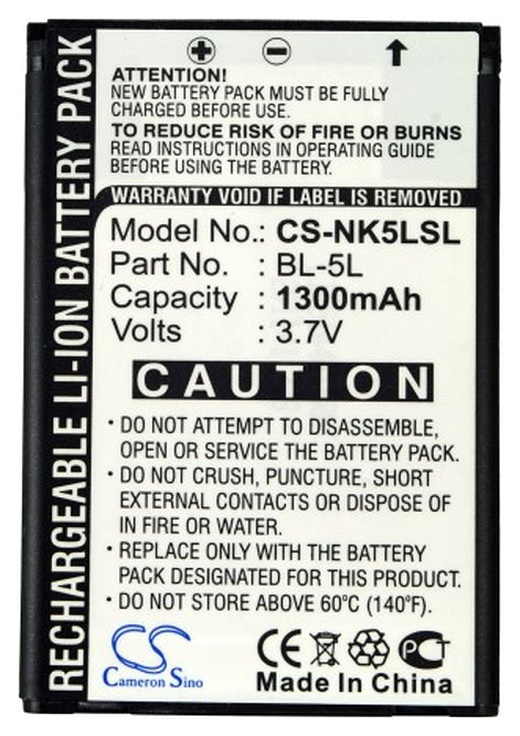 RECHARGEABLE LI-ION BATTERY PACK
ATTENTION!
NEW BATTERY PACK MUST BE FULLY
CHARGED BEFORE USE.
TO REDUCE RISK OF FIRE OR BURNS
READ INSTRUCTIONS IN OPERATING GUIDE
BEFORE USING THE BATTERY.
WARRANTY VOID IF LABEL IS REMOVED
Model No.: CS-NK5LSL
Part No. : BL-5L
Capacity : 1300mAh
Volts : 3.7V
CAUTION
· DO NOT ATTEMPT TO DISASSEMBLE,
OPEN OR SERVICE THE BATTERY PACK.
· DO NOT CRUSH, PUNCTURE, SHORT
EXTERNAL CONTACTS OR DISPOSE OF
IN FIRE OR WATER.
· REPLACE ONLY WITH THE BATTERY
PACK DESIGNATED FOR THIS PRODUCT.
· DO NOT STORE ABOVE 60°C (140°F).
CS
Cameron Sino
CE PCT
Made In China